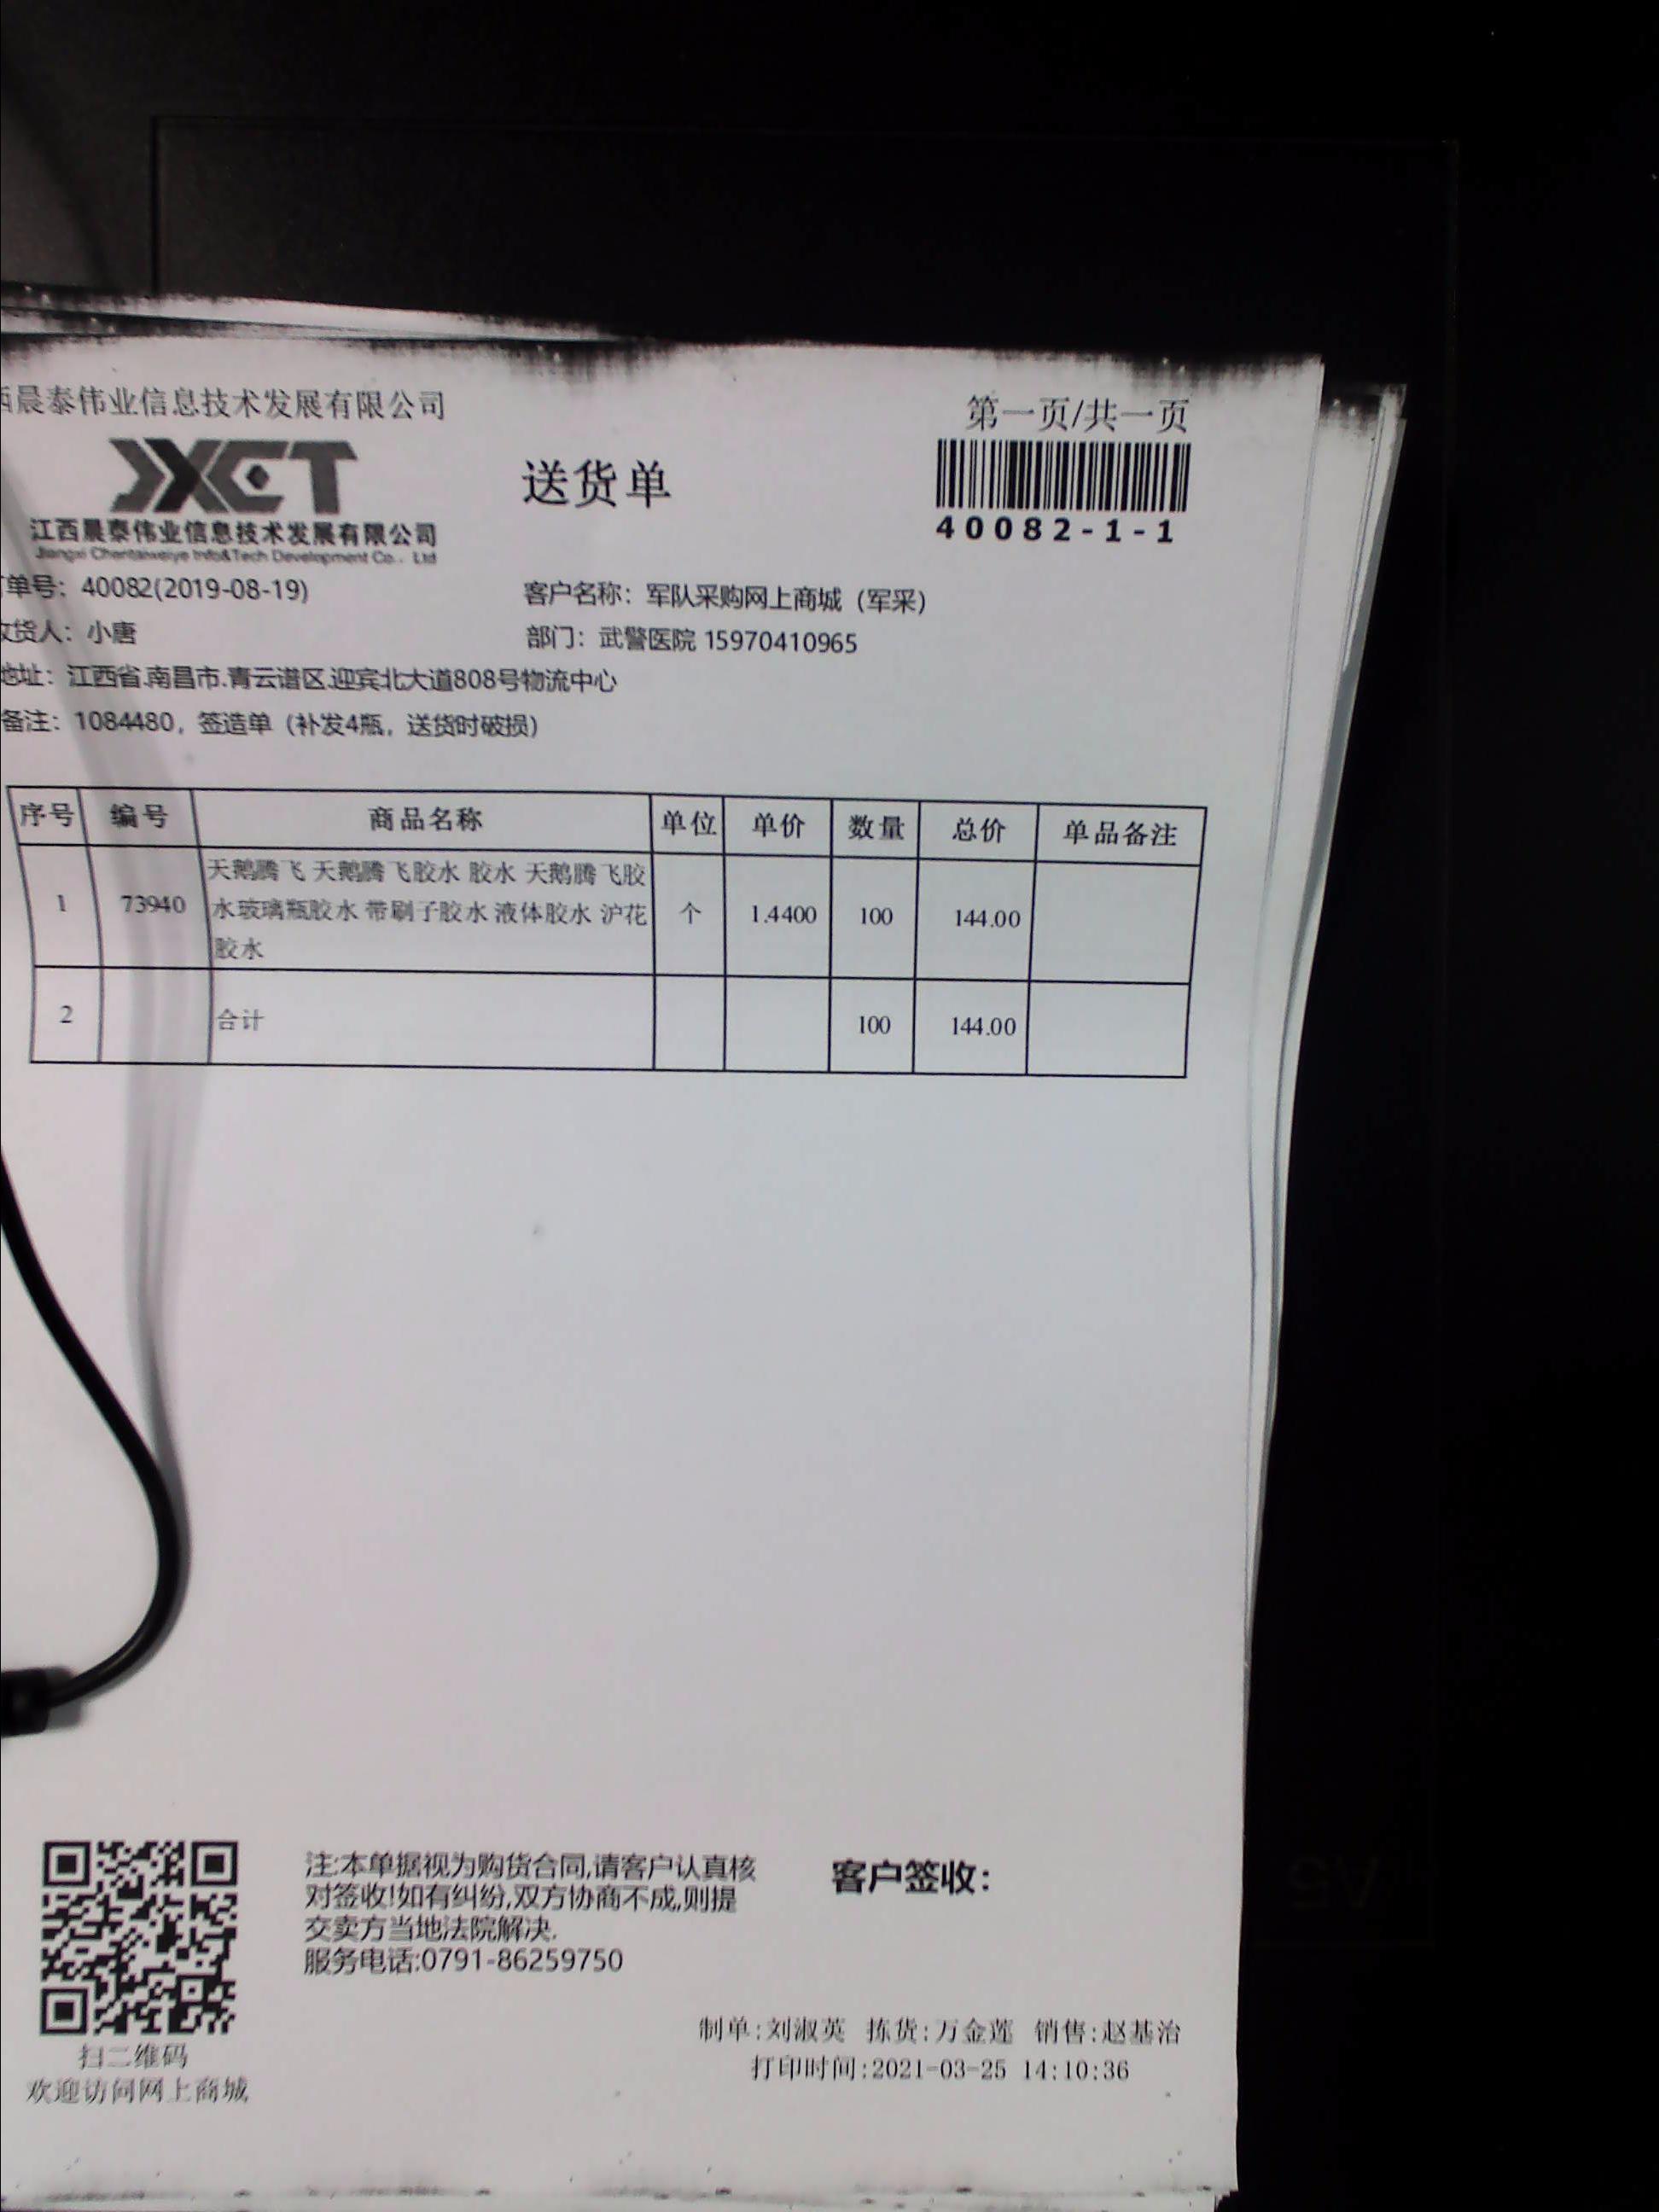 晨泰伟业信息技术发展有限公司
第一页/共一页
JXCT
送货单
江西晨泰伟业信息技术发展有限公司
Jiangxi Chentaiweiye Info&Tech Development Co., Ltd
40082-1-1
单号：40082(2019-08-19)
客户名称：军队采购网上商城（军采）
货人：小唐
部门：武警医院 15970410965
地址：江西省.南昌市.青云谱区.迎宾北大道808号物流中心
备注：1084480，签造单（补发4瓶，送货时破损）
序号 编号 商品名称 单位 单价 数量 总价 单品备注
天鹅腾飞 天鹅腾飞胶水 胶水 天鹅腾飞胶
1 73940 水玻璃瓶胶水 带刷子胶水 液体胶水 沪花 个 1.4400 100 144.00
胶水
2 合计 100 144.00
注:本单据视为购货合同,请客户认真核
对签收!如有纠纷,双方协商不成,则提
交卖方当地法院解决.
服务电话:0791-86259750
客户签收：
扫二维码
欢迎访问网上商城
制单:刘淑英 拣货:万金莲 销售:赵基治
打印时间:2021-03-25 14:10:36
A5